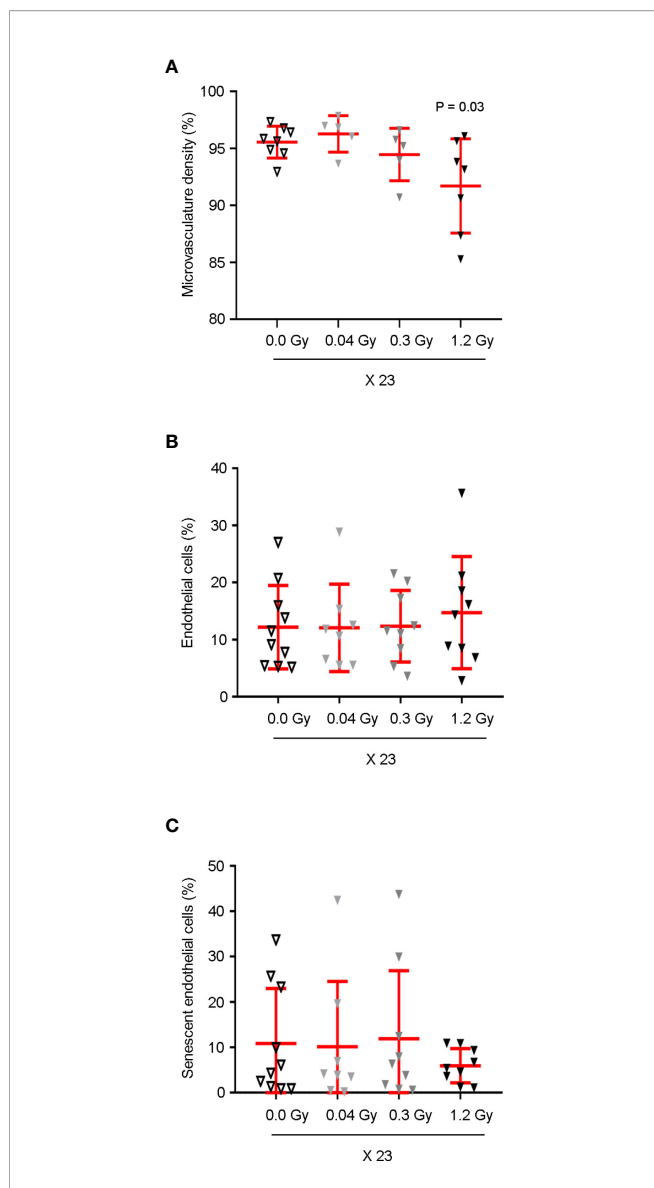 A
P = 0.03
Microvasculature density (%)
100
95
90
85
80
0.0 Gy 0.04 Gy 0.3 Gy 1.2 Gy
X 23
B
Endothelial cells (%)
40
30
20
10
0
0.0 Gy 0.04 Gy 0.3 Gy 1.2 Gy
X 23
C
Senescent endothelial cells (%)
50
40
30
20
10
0
0.0 Gy 0.04 Gy 0.3 Gy 1.2 Gy
X 23